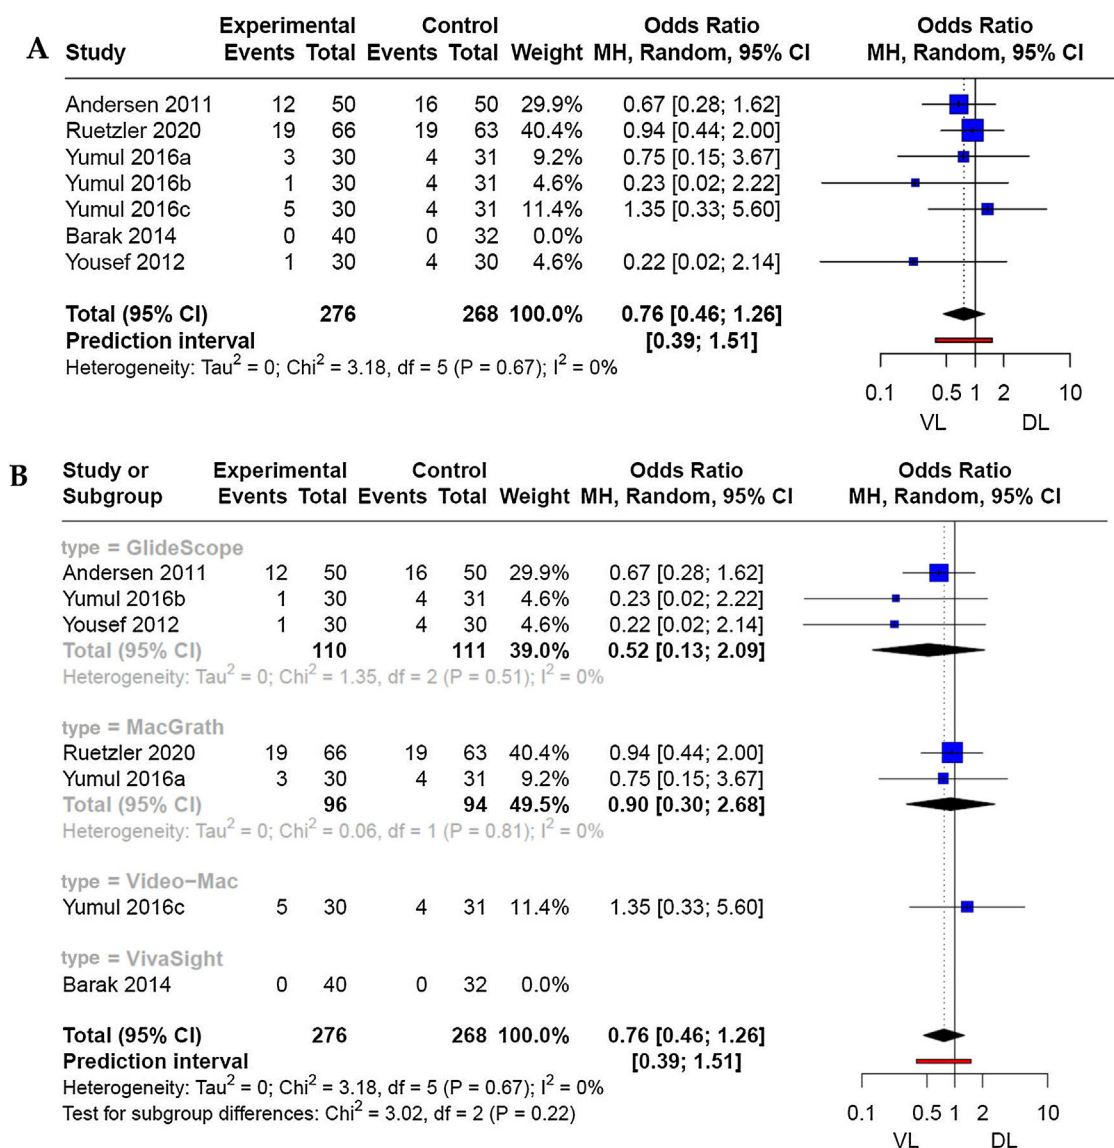 A
Experimental Control Odds Ratio Odds Ratio
Study Events Total Events Total Weight MH, Random, 95% CI MH, Random, 95% CI
Andersen 2011 12 50 16 50 29.9% 0.67 [0.28; 1.62]
Ruetzler 2020 19 66 19 63 40.4% 0.94 [0.44; 2.00]
Yumul 2016a 3 30 4 31 9.2% 0.75 [0.15; 3.67]
Yumul 2016b 1 30 4 31 4.6% 0.23 [0.02; 2.22]
Yumul 2016c 5 30 4 31 11.4% 1.35 [0.33; 5.60]
Barak 2014 0 40 0 32 0.0%
Yousef 2012 1 30 4 30 4.6% 0.22 [0.02; 2.14]
Total (95% CI) 276 268 100.0% 0.76 [0.46; 1.26]
Prediction interval [0.39; 1.51]
Heterogeneity: Tau² = 0; Chi² = 3.18, df = 5 (P = 0.67); I² = 0%
0.1 0.5 1 2 10
VL DL
B
Study or Experimental Control Odds Ratio Odds Ratio
Subgroup Events Total Events Total Weight MH, Random, 95% CI MH, Random, 95% CI
type = GlideScope
Andersen 2011 12 50 16 50 29.9% 0.67 [0.28; 1.62]
Yumul 2016b 1 30 4 31 4.6% 0.23 [0.02; 2.22]
Yousef 2012 1 30 4 30 4.6% 0.22 [0.02; 2.14]
Total (95% CI) 110 111 39.0% 0.52 [0.13; 2.09]
Heterogeneity: Tau² = 0; Chi² = 1.35, df = 2 (P = 0.51); I² = 0%
type = MacGrath
Ruetzler 2020 19 66 19 63 40.4% 0.94 [0.44; 2.00]
Yumul 2016a 3 30 4 31 9.2% 0.75 [0.15; 3.67]
Total (95% CI) 96 94 49.5% 0.90 [0.30; 2.68]
Heterogeneity: Tau² = 0; Chi² = 0.06, df = 1 (P = 0.81); I² = 0%
type = Video−Mac
Yumul 2016c 5 30 4 31 11.4% 1.35 [0.33; 5.60]
type = VivaSight
Barak 2014 0 40 0 32 0.0%
Total (95% CI) 276 268 100.0% 0.76 [0.46; 1.26]
Prediction interval [0.39; 1.51]
Heterogeneity: Tau² = 0; Chi² = 3.18, df = 5 (P = 0.67); I² = 0%
Test for subgroup differences: Chi² = 3.02, df = 2 (P = 0.22)
0.1 0.5 1 2 10
VL DL